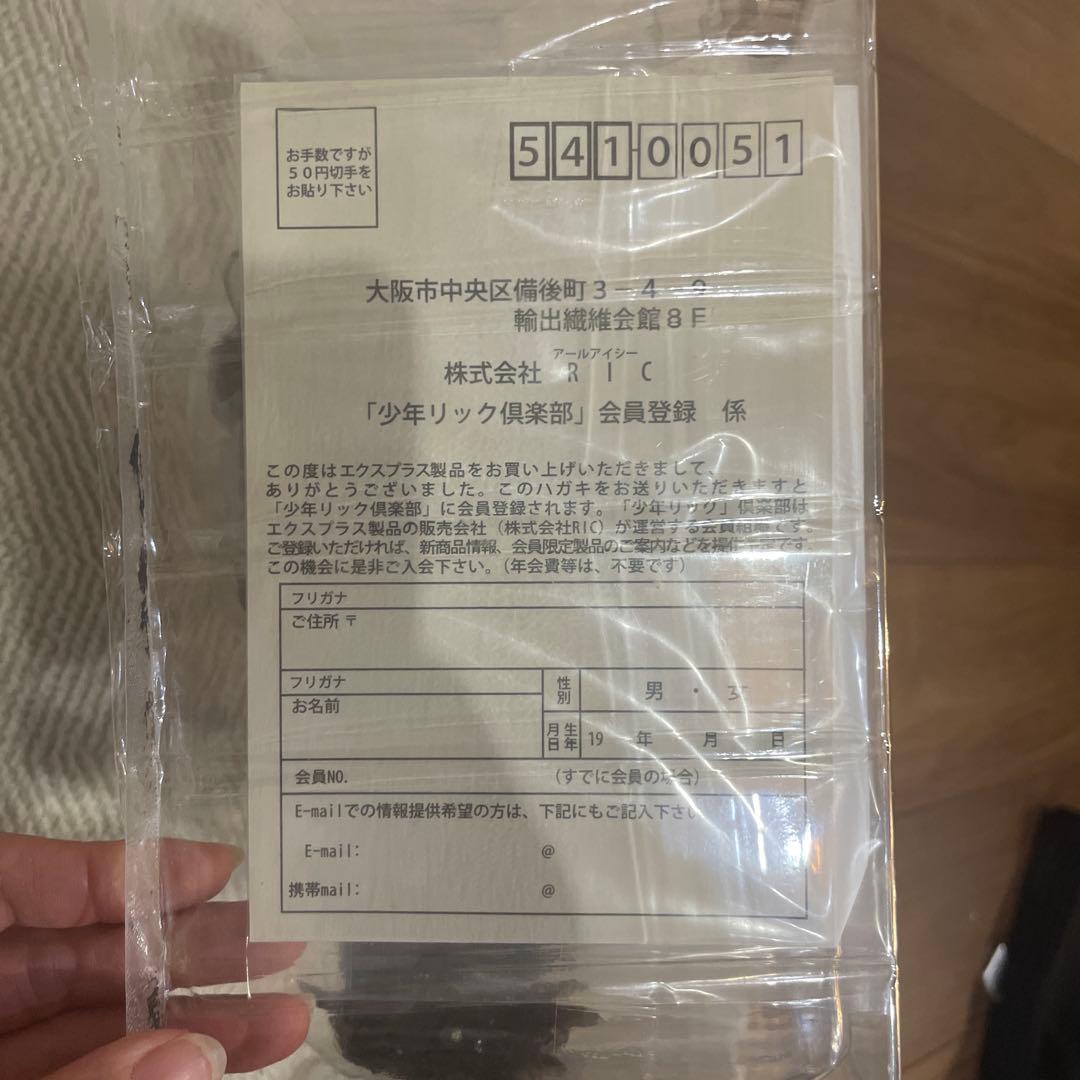 お手数ですが
50円切手を
お貼り下さい
541-0051
大阪市中央区備後町3-4-9
輸出繊維会館8F
アールアイシー
株式会社 RIC
「少年リック倶楽部」会員登録 係
この度はエクスプラス製品をお買い上げいただきまして、
ありがとうございました。このハガキをお送りいただきますと
「少年リック倶楽部」に会員登録されます。「少年リック」倶楽部は
エクスプラス製品の販売会社(株式会社RIC)が運営する会員組織です
ご登録いただければ、新商品情報、会員限定製品のご案内などを提供
この機会に是非ご入会下さい。(年会費等は、不要です)
フリガナ
ご住所 〒
フリガナ
お名前
性別
男 ・
生年月日
19 年 月 日
会員NO. (すでに会員の場合)
E-mailでの情報提供希望の方は、下記にもご記入下さい
E-mail: @
携帯mail: @